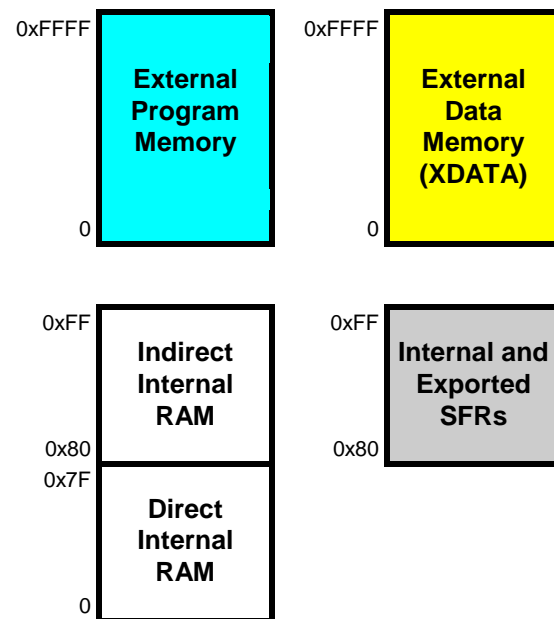 0xFFFF
External
Program
Memory
0
0xFFFF
External
Data
Memory
(XDATA)
0
0xFF
Indirect
Internal
RAM
0x80
0x7F
Direct
Internal
RAM
0
0xFF
Internal and
Exported
SFRs
0x80